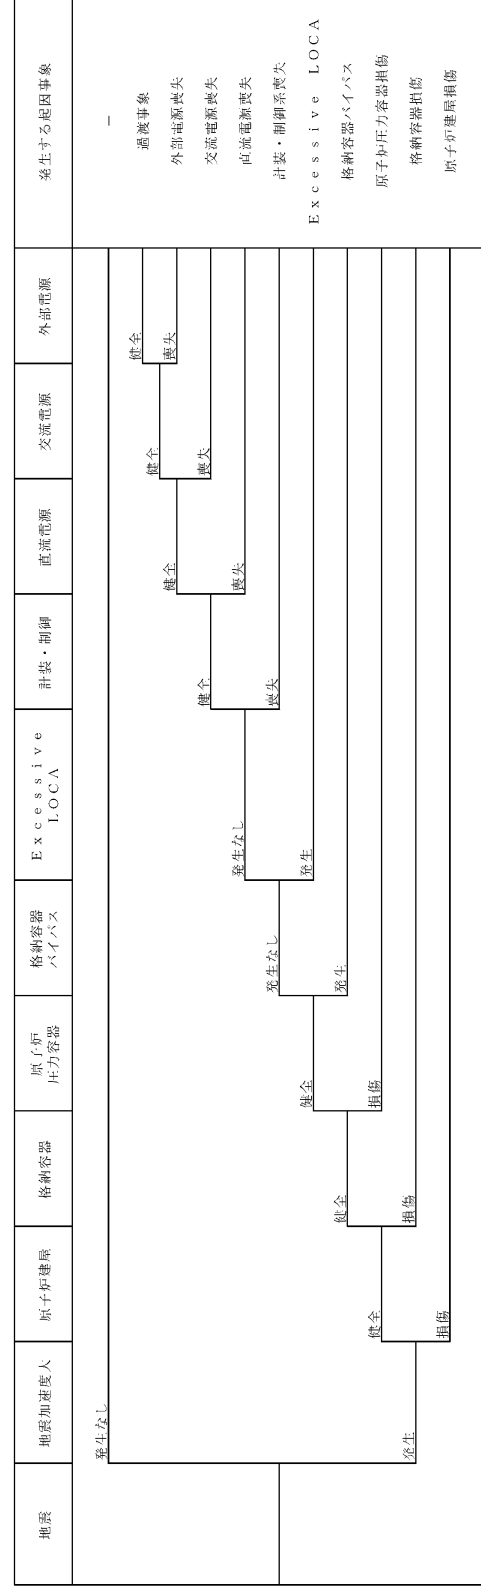 地震
地震加速度大
原子炉建屋
格納容器
原子炉
圧力容器
格納容器
バイパス
Excessive
LOCA
計装・制御
直流電源
交流電源
外部電源
発生する起因事象
発生なし
発生
健全
損傷
健全
損傷
健全
損傷
発生なし
発生
発生なし
発生
健全
喪失
健全
喪失
健全
喪失
健全
喪失
－
過渡事象
外部電源喪失
交流電源喪失
直流電源喪失
計装・制御系喪失
Excessive LOCA
格納容器バイパス
原子炉圧力容器損傷
格納容器損傷
原子炉建屋損傷